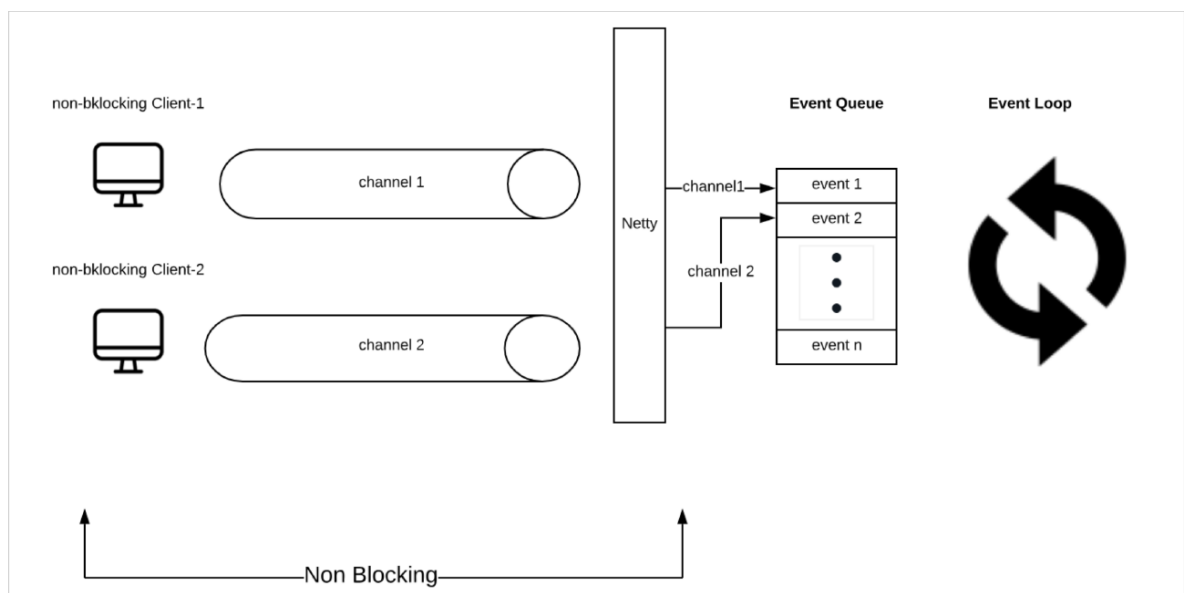 non-bklocking Client-1
channel 1
non-bklocking Client-2
channel 2
Netty
channel1
channel 2
Event Queue
event 1
event 2
event n
Event Loop
Non Blocking